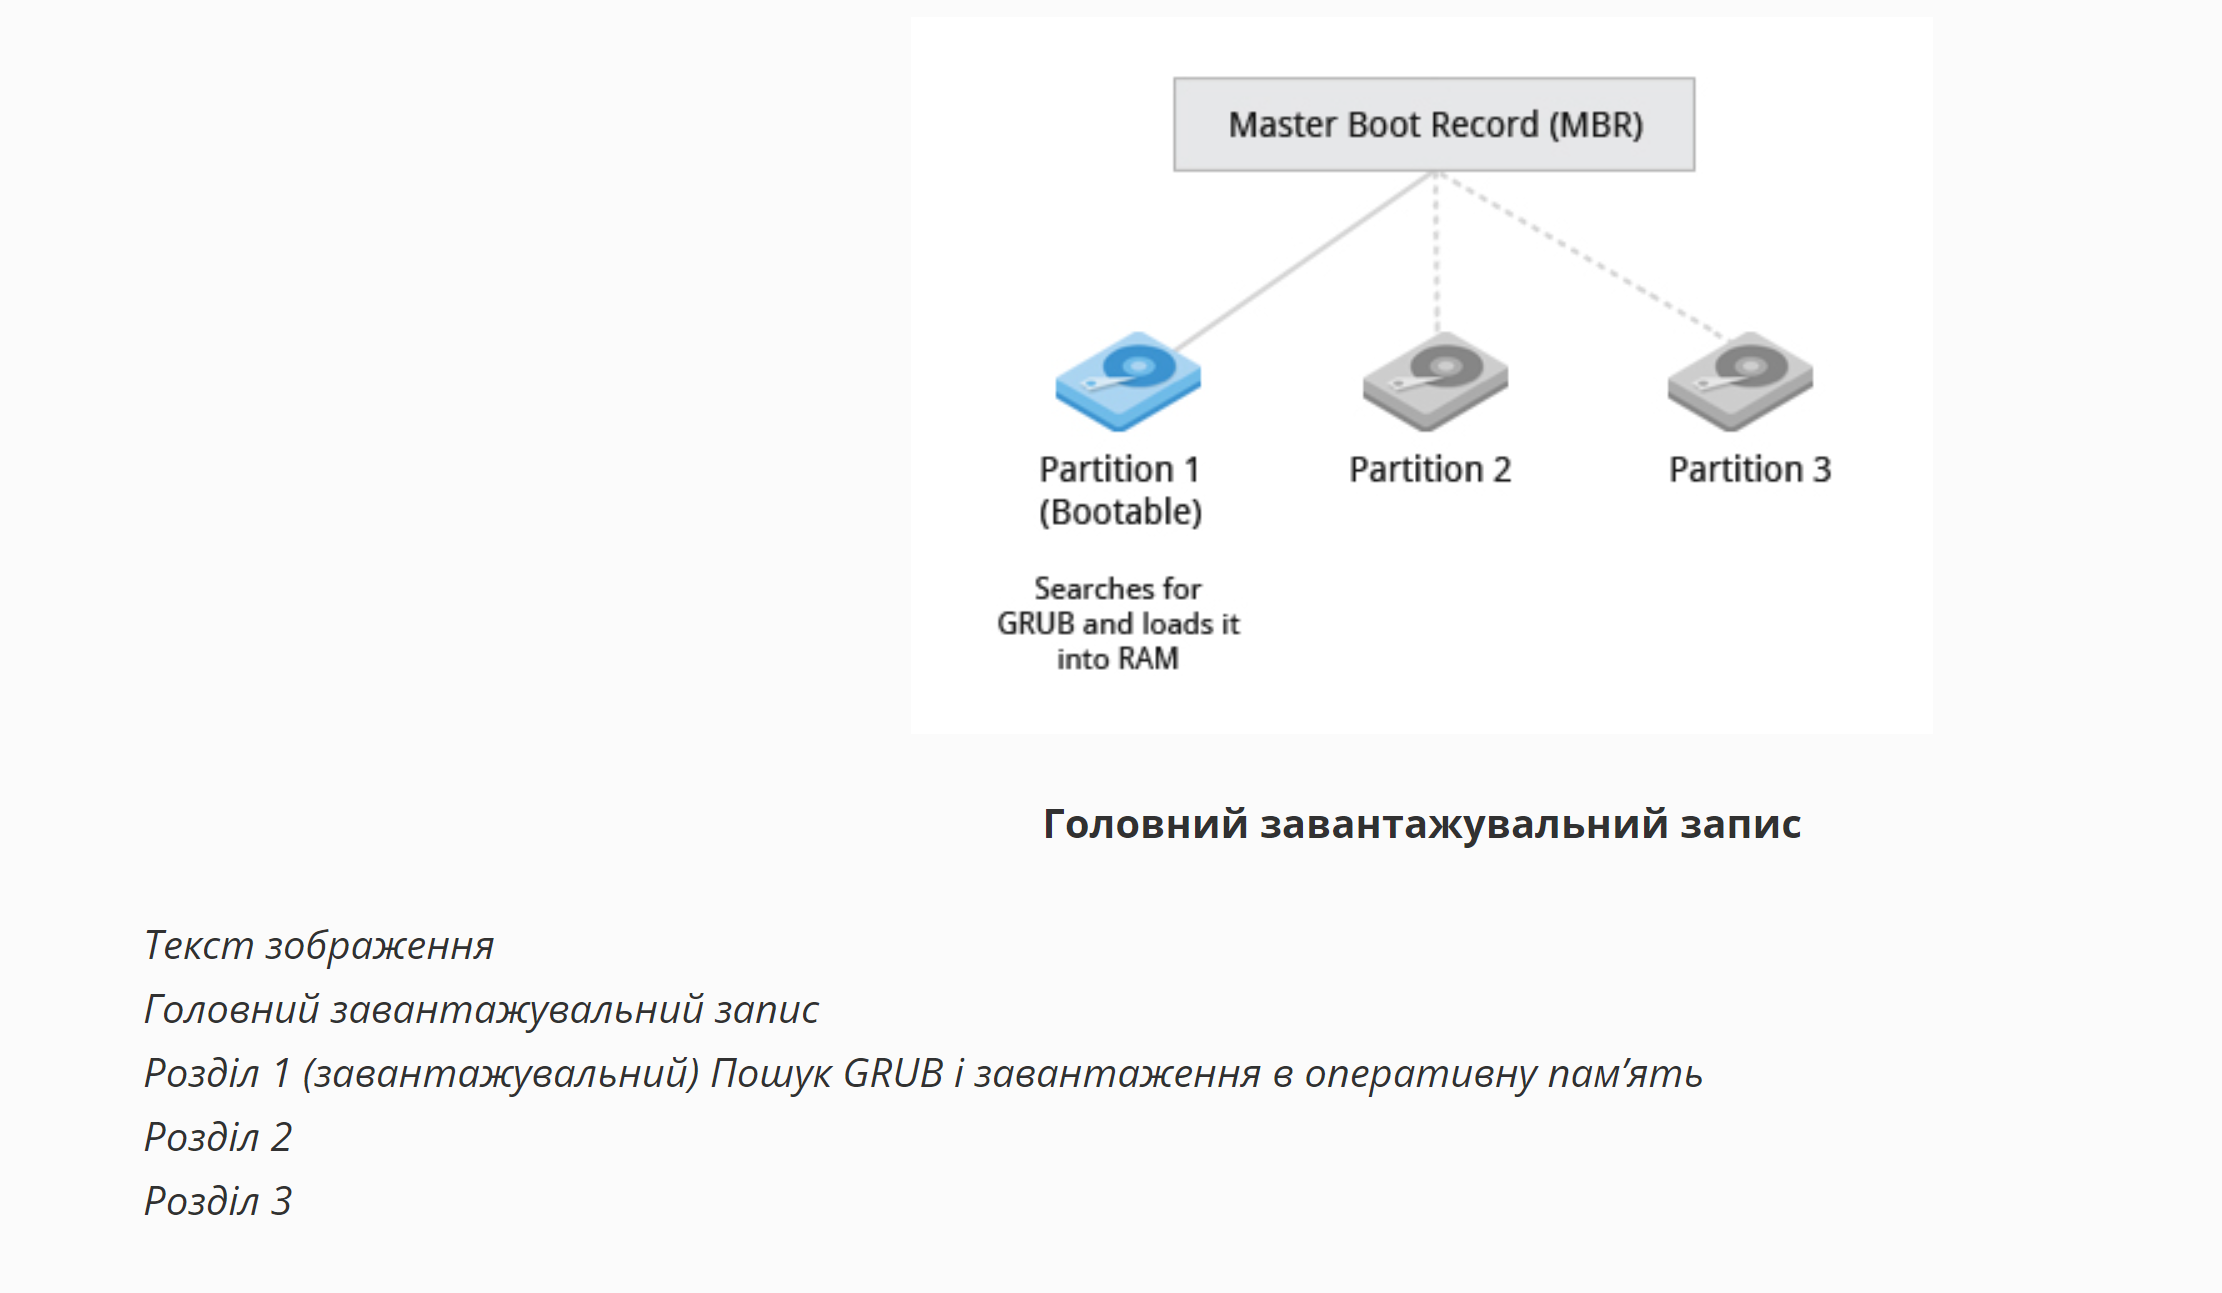 Master Boot Record (MBR)
Partition 1
(Bootable)
Partition 2
Partition 3
Searches for
GRUB and loads it
into RAM
Головний завантажувальний запис
Текст зображення
Головний завантажувальний запис
Розділ 1 (завантажувальний) Пошук GRUB і завантаження в оперативну пам’ять
Розділ 2
Розділ 3